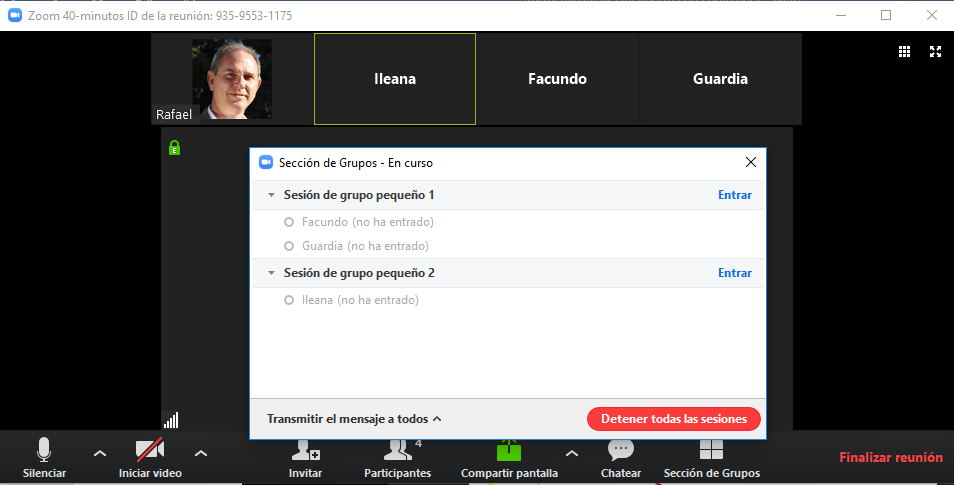 Zoom 40-minutos ID de la reunión: 935-9553-1175
Rafael
Ileana
Facundo
Guardia
E
Sección de Grupos - En curso
Sesión de grupo pequeño 1 Entrar
Facundo (no ha entrado)
Guardia (no ha entrado)
Sesión de grupo pequeño 2 Entrar
Ileana (no ha entrado)
Transmitir el mensaje a todos Detener todas las sesiones
4
Silenciar Iniciar video Invitar Participantes Compartir pantalla Chatear Sección de Grupos Finalizar reunión